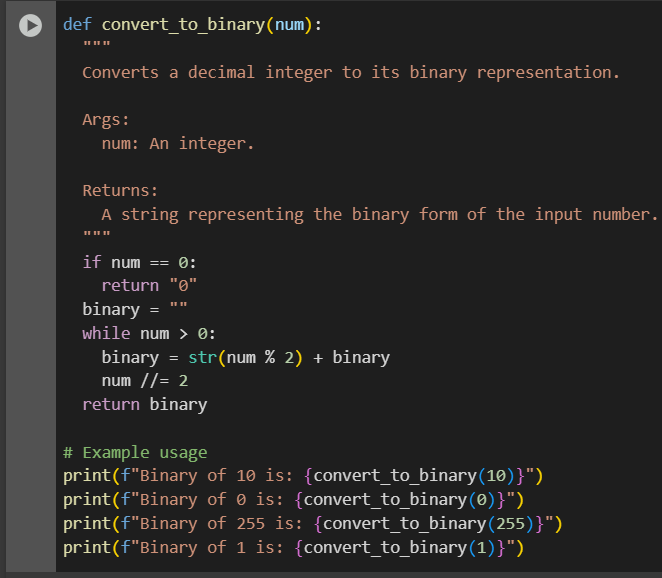 def convert_to_binary(num):
  """
  Converts a decimal integer to its binary representation.

  Args:
    num: An integer.

  Returns:
    A string representing the binary form of the input number.
  """
  if num == 0:
    return "0"
  binary = ""
  while num > 0:
    binary = str(num % 2) + binary
    num //= 2
  return binary

# Example usage
print(f"Binary of 10 is: {convert_to_binary(10)}")
print(f"Binary of 0 is: {convert_to_binary(0)}")
print(f"Binary of 255 is: {convert_to_binary(255)}")
print(f"Binary of 1 is: {convert_to_binary(1)}")